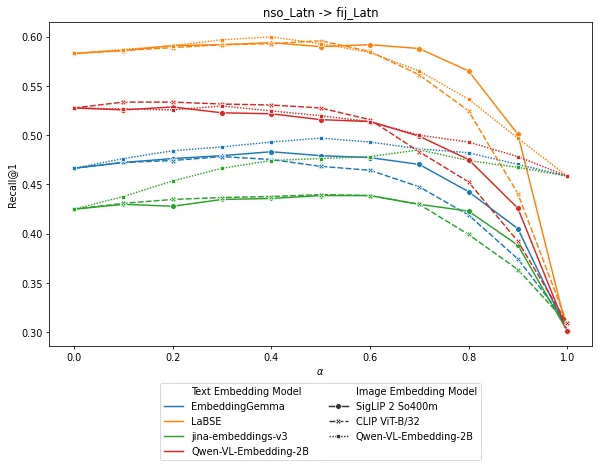 nso_Latn -> fij_Latn
Recall@1
0.60
0.55
0.50
0.45
0.40
0.35
0.30
0.0 0.2 0.4 0.6 0.8 1.0
α
Text Embedding Model Image Embedding Model
EmbeddingGemma SigLIP 2 So400m
LaBSE CLIP ViT-B/32
jina-embeddings-v3 Qwen-VL-Embedding-2B
Qwen-VL-Embedding-2B